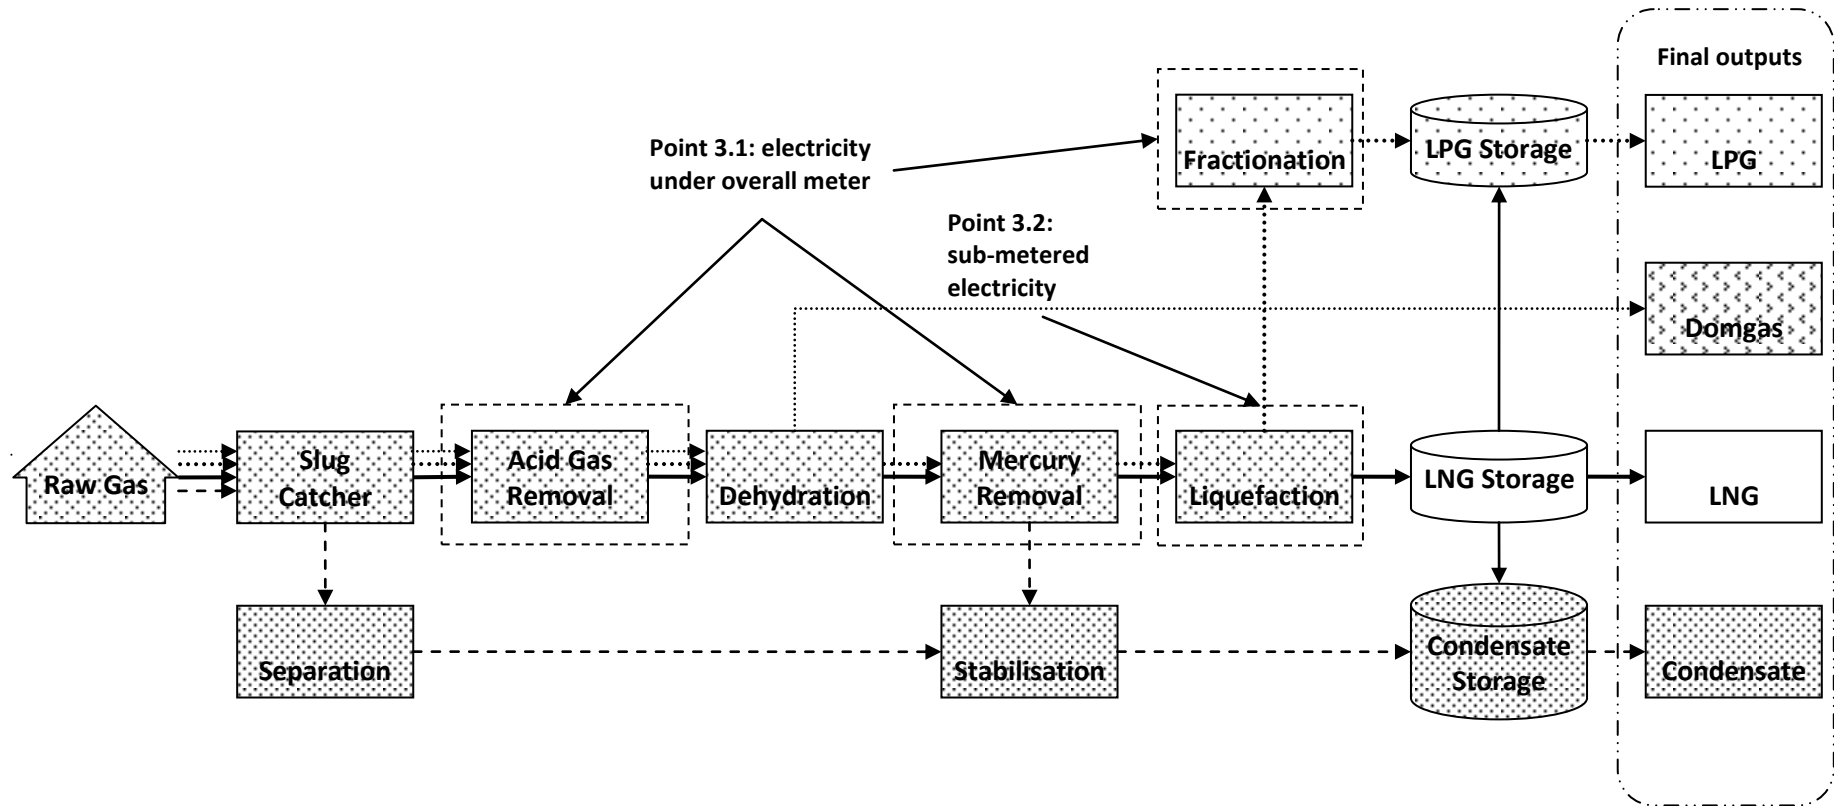 Final outputs
Point 3.1: electricity
under overall meter
Fractionation
LPG Storage
LPG
Point 3.2:
sub-metered
electricity
Domgas
Raw Gas
Slug
Catcher
Acid Gas
Removal
Dehydration
Mercury
Removal
Liquefaction
LNG Storage
LNG
Separation
Stabilisation
Condensate
Storage
Condensate